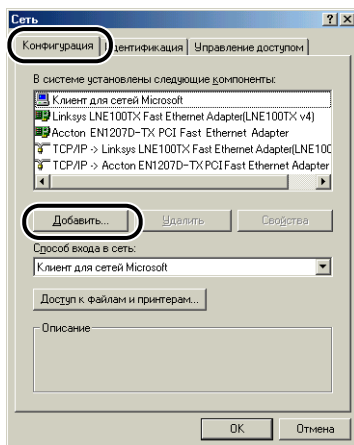 Сеть
Конфигурация Идентификация Управление доступом
В системе установлены следующие компоненты:
Клиент для сетей Microsoft
Linksys LNE100TX Fast Ethernet Adapter(LNE100TX v4)
Accton EN1207D-TX PCI Fast Ethernet Adapter
TCP/IP -> Linksys LNE100TX Fast Ethernet Adapter(LNE10C
TCP/IP -> Accton EN1207D-TX PCI Fast Ethernet Adapter
Добавить... Удалить Свойства
Способ входа в сеть:
Клиент для сетей Microsoft
Доступ к файлам и принтерам...
Описание
OK Отмена